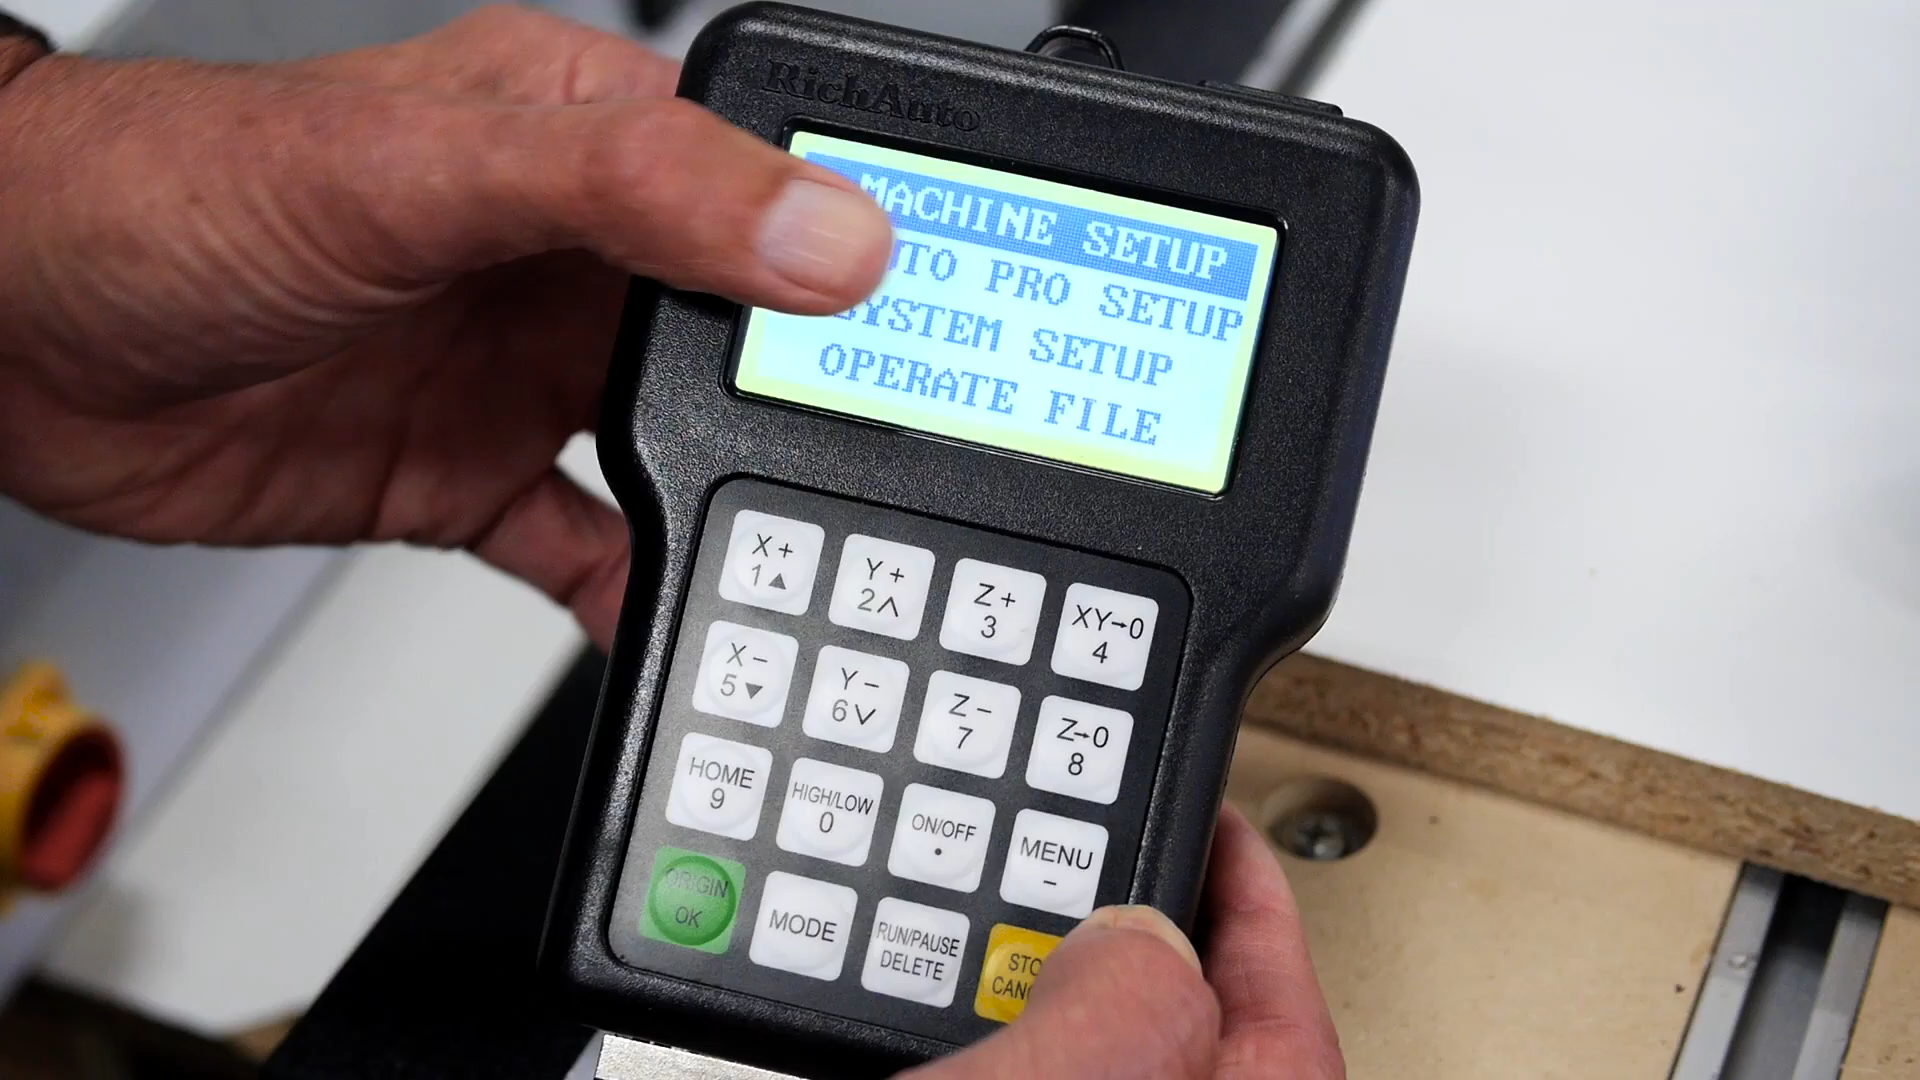 RichAuto
MACHINE SETUP
PRO SETUP
SYSTEM SETUP
OPERATE FILE
X+ Y+ Z+ XY→0
1▲ 2∧ 3 4
X− Y− Z− Z→0
5▼ 6∨ 7 8
HOME HIGH/LOW ON/OFF MENU
9 0 • −
ORIGIN MODE RUN/PAUSE
OK DELETE